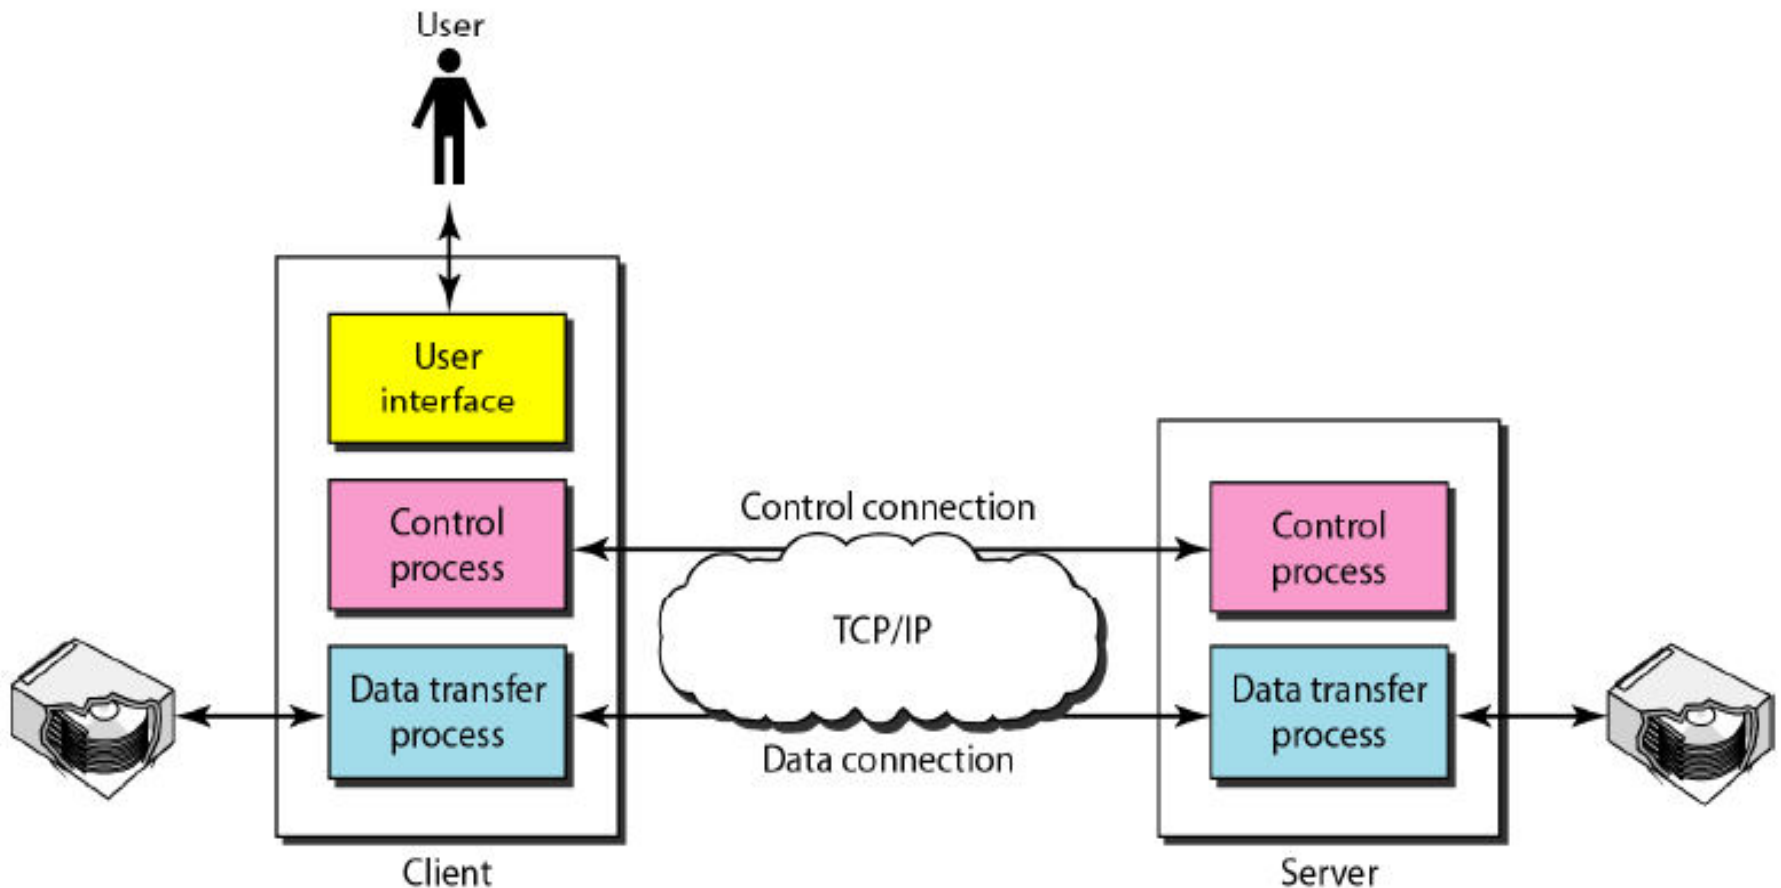 User
User
interface
Control
process
Data transfer
process
Client
Control connection
TCP/IP
Data connection
Control
process
Data transfer
process
Server